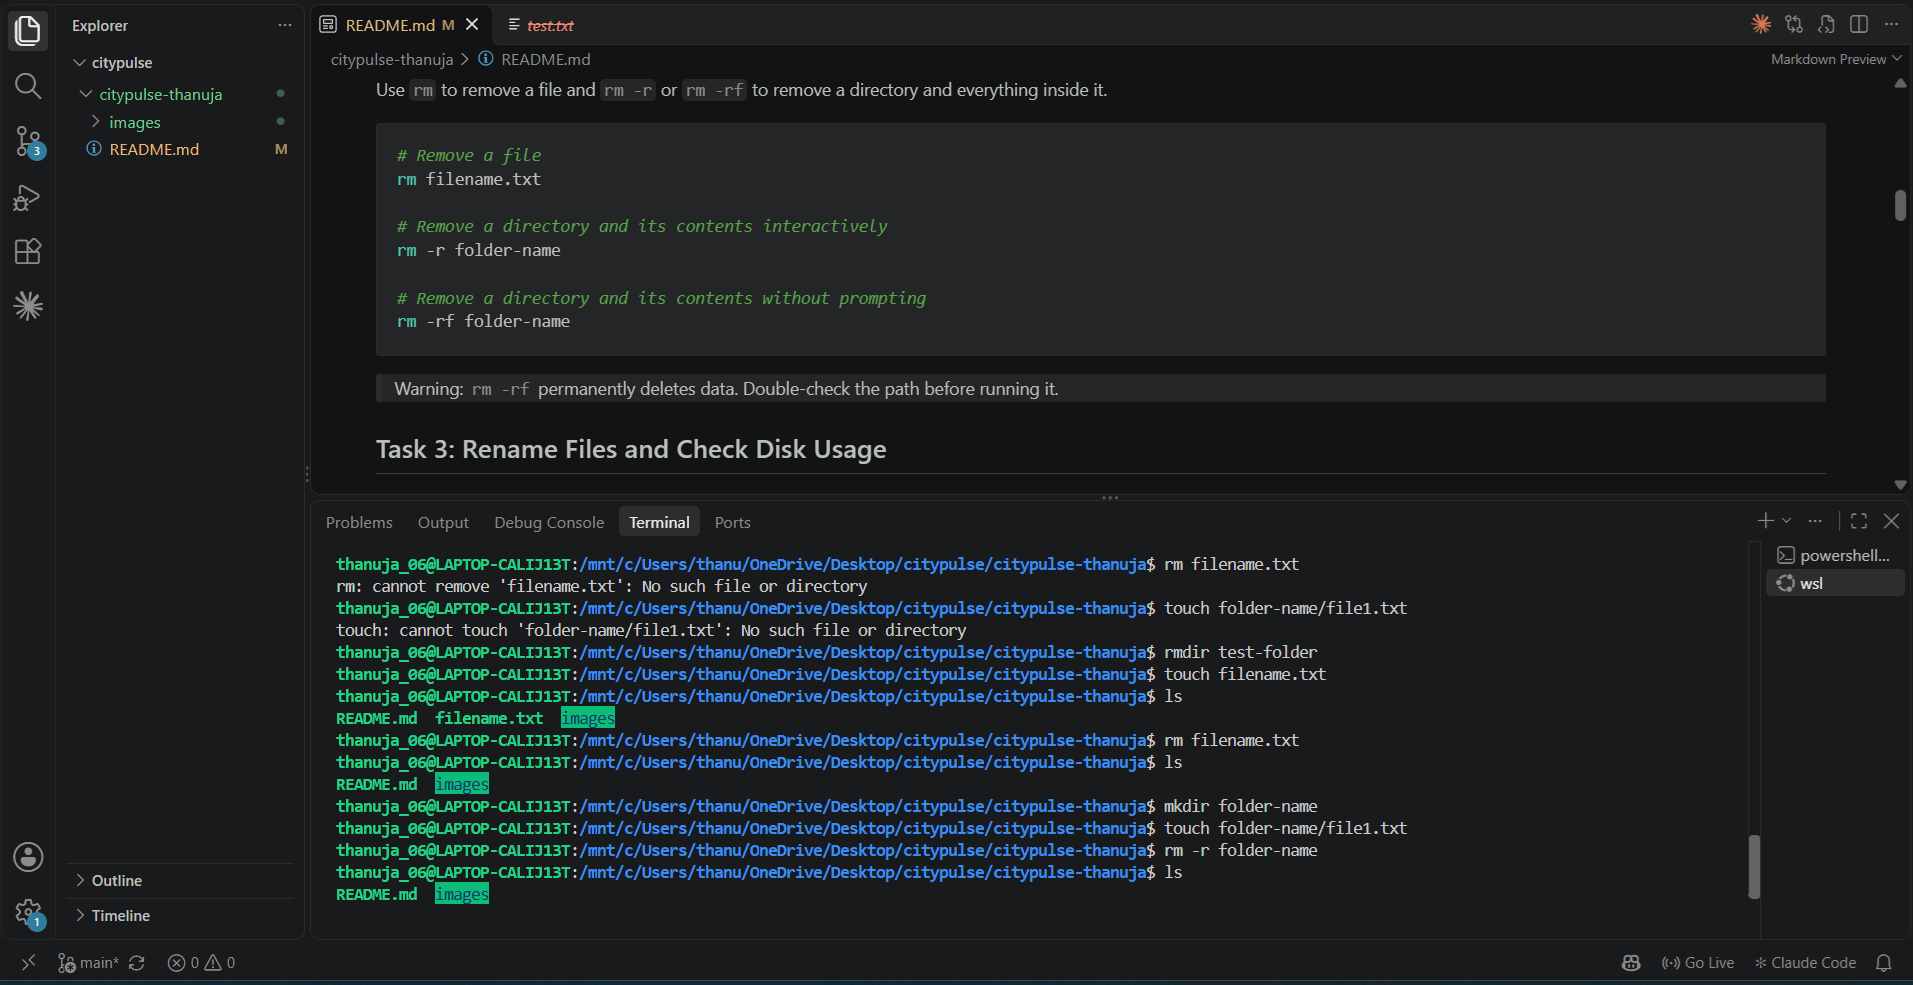 Explorer
citypulse
citypulse-thanuja
images
README.md M
3
1
Outline
Timeline
README.md M
test.txt
citypulse-thanuja > README.md
Markdown Preview
Use rm to remove a file and rm -r or rm -rf to remove a directory and everything inside it.
# Remove a file
rm filename.txt
# Remove a directory and its contents interactively
rm -r folder-name
# Remove a directory and its contents without prompting
rm -rf folder-name
Warning: rm -rf permanently deletes data. Double-check the path before running it.
Task 3: Rename Files and Check Disk Usage
Problems Output Debug Console Terminal Ports
powershell...
wsl
thanuja_06@LAPTOP-CALIJ13T:/mnt/c/Users/thanu/OneDrive/Desktop/citypulse/citypulse-thanuja$ rm filename.txt
rm: cannot remove 'filename.txt': No such file or directory
thanuja_06@LAPTOP-CALIJ13T:/mnt/c/Users/thanu/OneDrive/Desktop/citypulse/citypulse-thanuja$ touch folder-name/file1.txt
touch: cannot touch 'folder-name/file1.txt': No such file or directory
thanuja_06@LAPTOP-CALIJ13T:/mnt/c/Users/thanu/OneDrive/Desktop/citypulse/citypulse-thanuja$ rmdir test-folder
thanuja_06@LAPTOP-CALIJ13T:/mnt/c/Users/thanu/OneDrive/Desktop/citypulse/citypulse-thanuja$ touch filename.txt
thanuja_06@LAPTOP-CALIJ13T:/mnt/c/Users/thanu/OneDrive/Desktop/citypulse/citypulse-thanuja$ ls
README.md filename.txt images
thanuja_06@LAPTOP-CALIJ13T:/mnt/c/Users/thanu/OneDrive/Desktop/citypulse/citypulse-thanuja$ rm filename.txt
thanuja_06@LAPTOP-CALIJ13T:/mnt/c/Users/thanu/OneDrive/Desktop/citypulse/citypulse-thanuja$ ls
README.md images
thanuja_06@LAPTOP-CALIJ13T:/mnt/c/Users/thanu/OneDrive/Desktop/citypulse/citypulse-thanuja$ mkdir folder-name
thanuja_06@LAPTOP-CALIJ13T:/mnt/c/Users/thanu/OneDrive/Desktop/citypulse/citypulse-thanuja$ touch folder-name/file1.txt
thanuja_06@LAPTOP-CALIJ13T:/mnt/c/Users/thanu/OneDrive/Desktop/citypulse/citypulse-thanuja$ rm -r folder-name
thanuja_06@LAPTOP-CALIJ13T:/mnt/c/Users/thanu/OneDrive/Desktop/citypulse/citypulse-thanuja$ ls
README.md images
main* 0 0 Go Live Claude Code